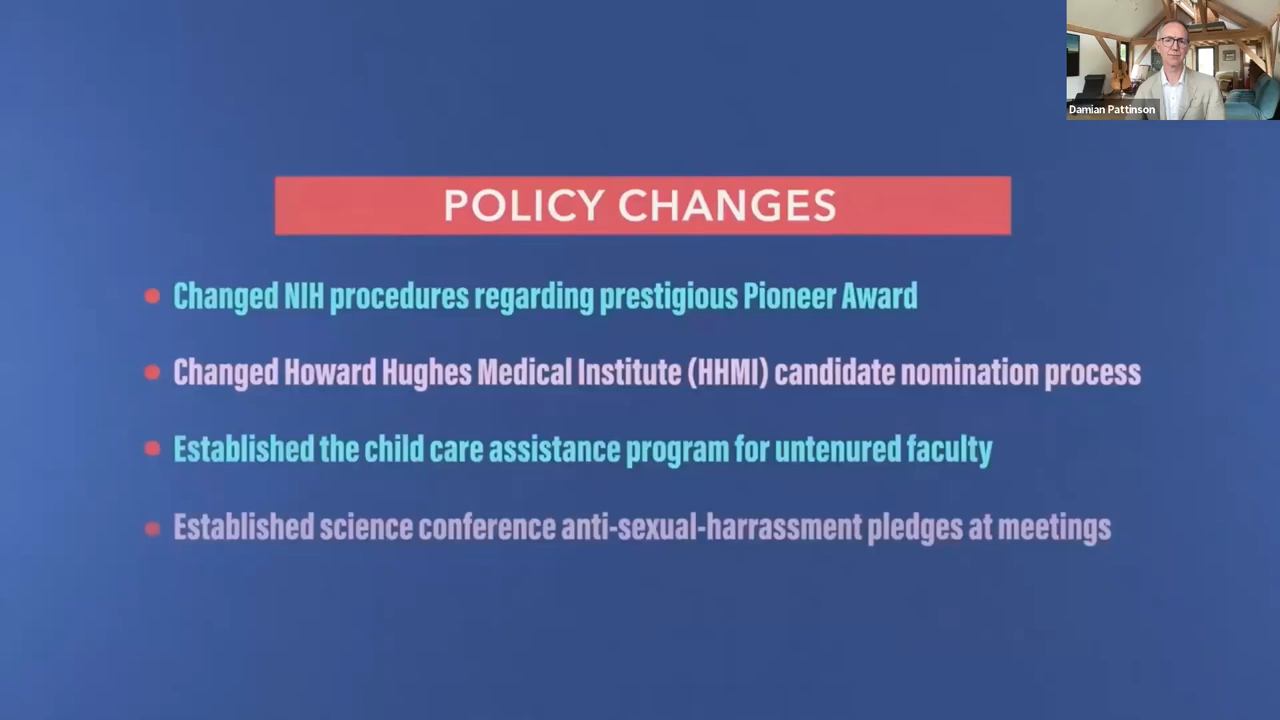 Damian Pattinson
POLICY CHANGES
• Changed NIH procedures regarding prestigious Pioneer Award
• Changed Howard Hughes Medical Institute (HHMI) candidate nomination process
• Established the child care assistance program for untenured faculty
• Established science conference anti-sexual-harrassment pledges at meetings